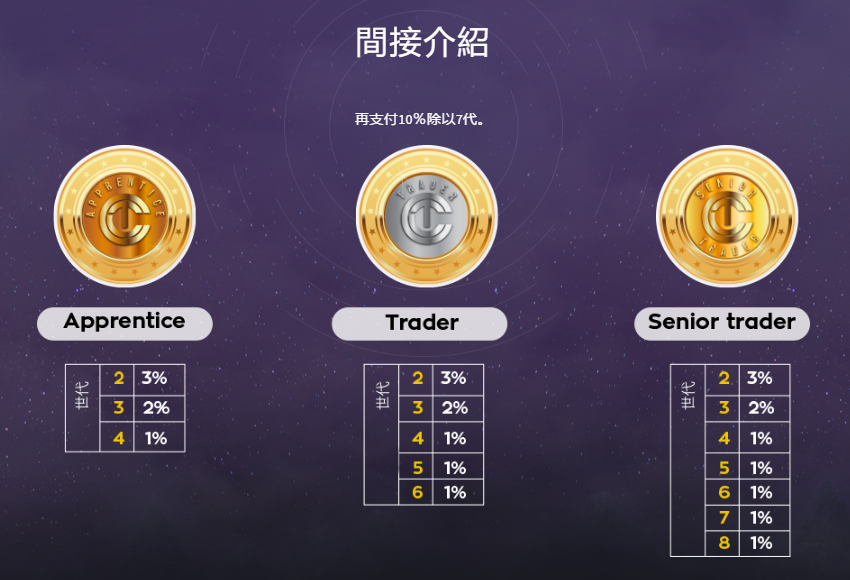 間接介紹
再支付10%除以7代。
APPRENTICE
TRADER
SENIOR
TRADER
Apprentice
Trader
Senior trader
世代
2 3%
3 2%
4 1%
世代
2 3%
3 2%
4 1%
5 1%
6 1%
世代
2 3%
3 2%
4 1%
5 1%
6 1%
7 1%
8 1%